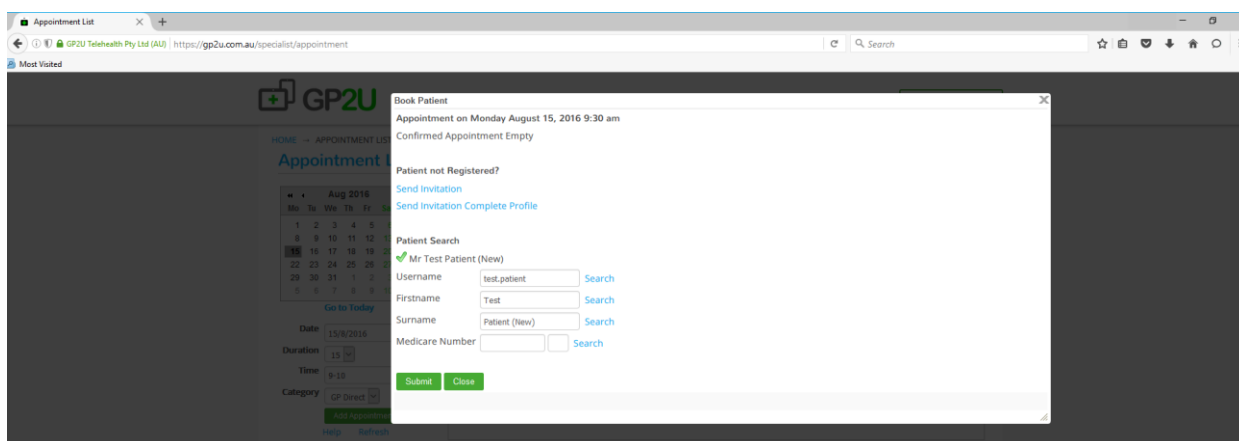 Appointment List
GP2U Telehealth Pty Ltd (AU) https://gp2u.com.au/specialist/appointment
Search
Most Visited
GP2U
HOME → APPOINTMENT LIST
Appointment L
Aug 2016
Mo Tu We Th Fr
1 2 3 4 5
8 9 10 11 12
15 16 17 18 19
22 23 24 25 26
29 30 31 1 2
5 6 7 8 9
Go to Today
Date 15/8/2016
Duration 15
Time 9-10
Category GP Direct
Add Appointmen
Help Refresh
Book Patient
Appointment on Monday August 15, 2016 9:30 am
Confirmed Appointment Empty
Patient not Registered?
Send Invitation
Send Invitation Complete Profile
Patient Search
Mr Test Patient (New)
Username test.patient Search
Firstname Test Search
Surname Patient (New) Search
Medicare Number Search
Submit Close